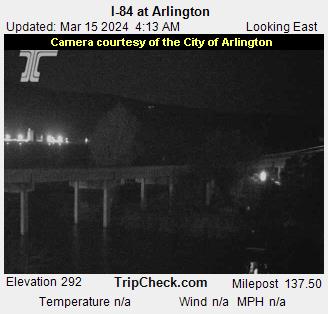 I-84 at Arlington
Updated: Mar 15 2024 4:13 AM Looking East
Camera courtesy of the City of Arlington
Elevation 292 TripCheck.com Milepost 137.50
Temperature n/a Wind n/a MPH n/a